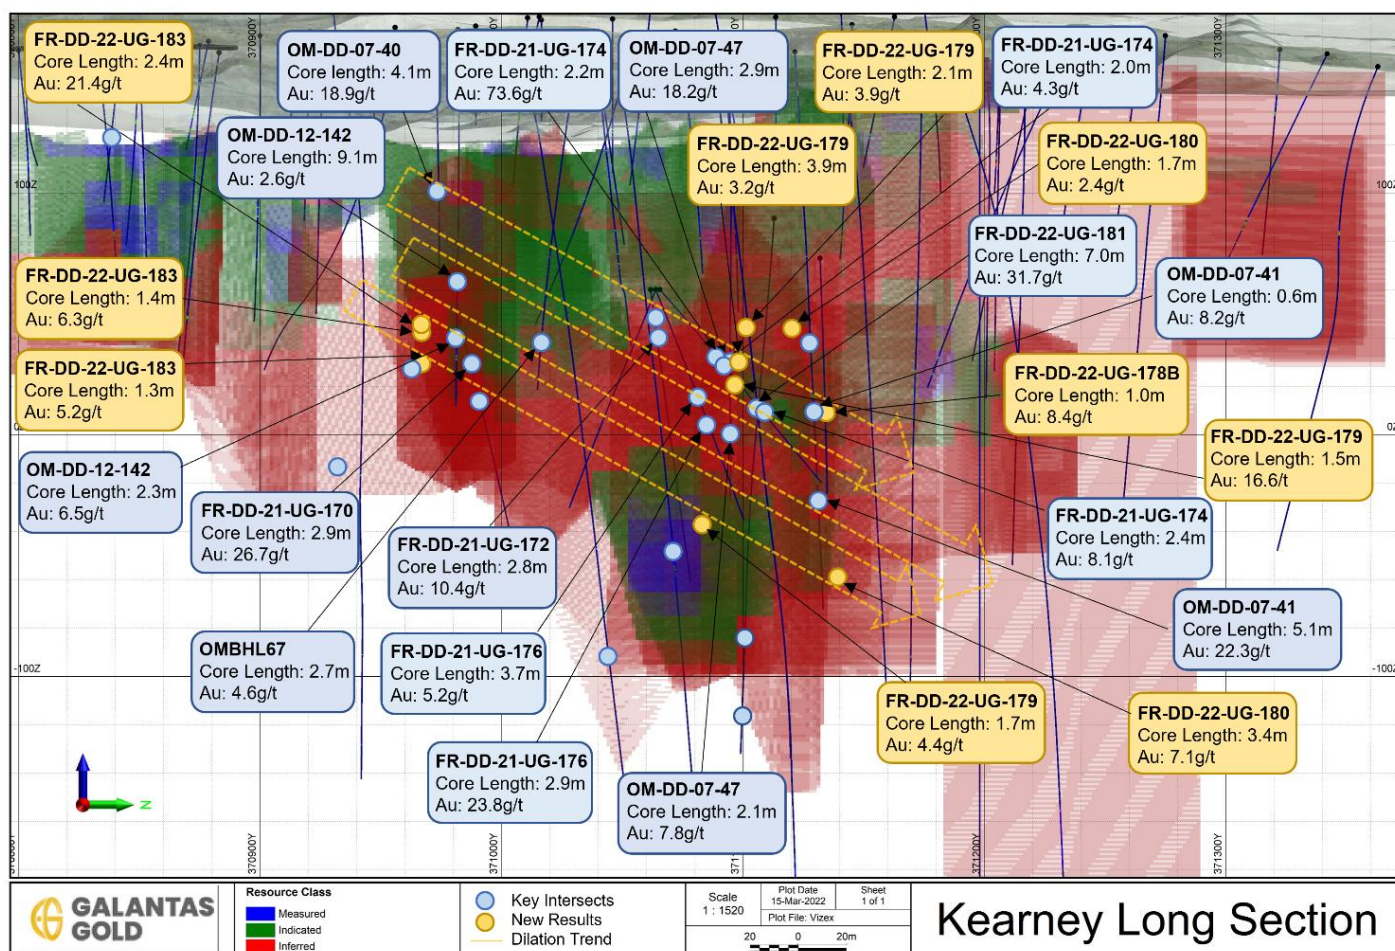 FR-DD-22-UG-183
2.4m
Au: 21.4g/t
OM-DD-07-40
Core length: 4.1m
Au: 18.9g/t
FR-DD-21-UG-174
Core Length: 2.2m
Au: 73.6g/t
OM-DD-07-47
Core Length: 2.9m
Au: 18.2g/t
FR-DD-22-UG-179
Core Length: 2.1m
Au: 3.9g/t
FR-DD-21-UG-174
Core Length: 2.0m
Au: 4.3g/t
370900Y
371000Y
371200Y
371300Y
OM-DD-12-142
Core Length: 9.1m
Au: 2.6g/t
FR-DD-22-UG-179
Core Length: 3.9m
Au: 3.2g/t
FR-DD-22-UG-180
Core Length: 1.7m
Au: 2.4g/t
100Z
100Z
FR-DD-22-UG-181
Core Length: 7.0m
Au: 31.7g/t
FR-DD-22-UG-183
Core Length: 1.4m
Au: 6.3g/t
OM-DD-07-41
Core Length: 0.6m
Au: 8.2g/t
FR-DD-22-UG-183
Core Length: 1.3m
Au: 5.2g/t
FR-DD-22-UG-178B
Core Length: 1.0m
Au: 8.4g/t
0Z
FR-DD-22-UG-179
Core Length: 1.5m
Au: 16.6/t
OM-DD-12-142
Core Length: 2.3m
Au: 6.5g/t
FR-DD-21-UG-170
Core Length: 2.9m
Au: 26.7g/t
FR-DD-21-UG-172
Core Length: 2.8m
Au: 10.4g/t
FR-DD-21-UG-174
Core Length: 2.4m
Au: 8.1g/t
OM-DD-07-41
Core Length: 5.1m
Au: 22.3g/t
OMBHL67
Core Length: 2.7m
Au: 4.6g/t
FR-DD-21-UG-176
Core Length: 3.7m
Au: 5.2g/t
-100Z
-100Z
FR-DD-22-UG-179
Core Length: 1.7m
Au: 4.4g/t
FR-DD-22-UG-180
Core Length: 3.4m
Au: 7.1g/t
FR-DD-21-UG-176
Core Length: 2.9m
Au: 23.8g/t
OM-DD-07-47
Core Length: 2.1m
Au: 7.8g/t
N
370900Y
371000Y
371200Y
371300Y
GALANTAS
GOLD
Resource Class
Measured
Indicated
Inferred
Key Intersects
New Results
Dilation Trend
Scale
1 : 1520
Plot Date
15-Mar-2022
Sheet
1 of 1
Plot File: Vizex
20 0 20m
Kearney Long Section